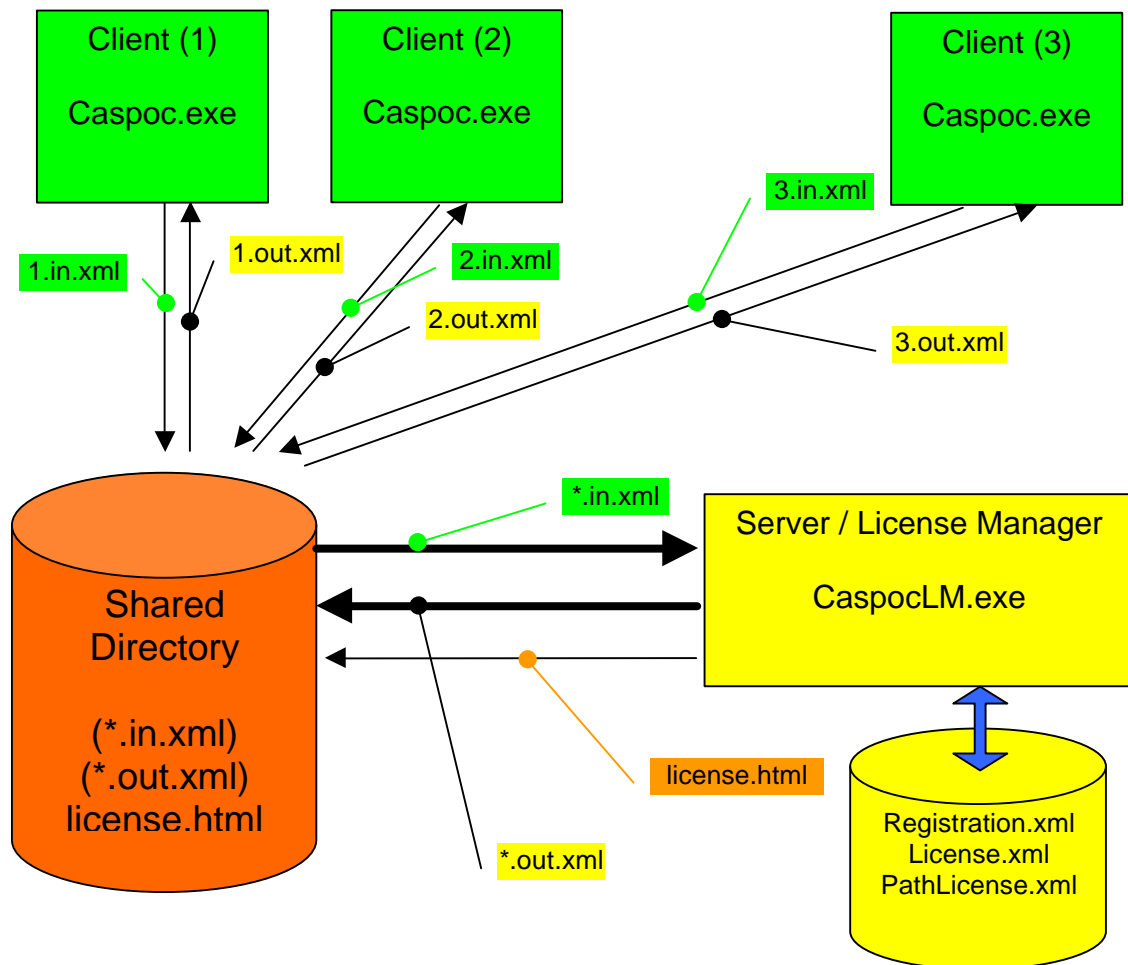 Client (1)
Caspoc.exe
Client (2)
Caspoc.exe
Client (3)
Caspoc.exe
3.in.xml
1.out.xml
1.in.xml
2.in.xml
2.out.xml
3.out.xml
*.in.xml
Server / License Manager
CaspocLM.exe
Shared
Directory
(*.in.xml)
(*.out.xml)
license.html
license.html
*.out.xml
Registration.xml
License.xml
PathLicense.xml